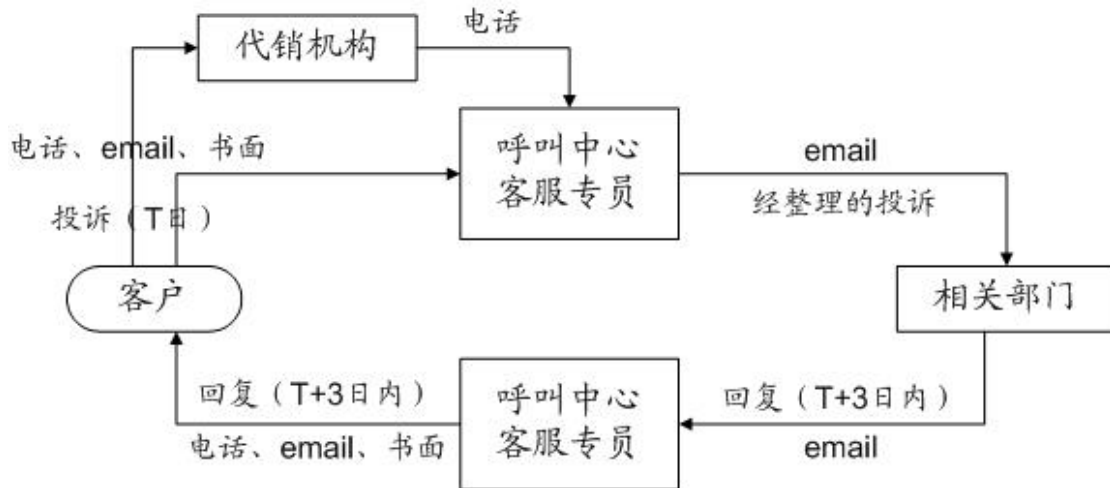 代销机构
电话
电话、email、书面
投诉（T日）
呼叫中心
客服专员
email
经整理的投诉
客户
相关部门
回复（T+3日内）
电话、email、书面
呼叫中心
客服专员
回复（T+3日内）
email